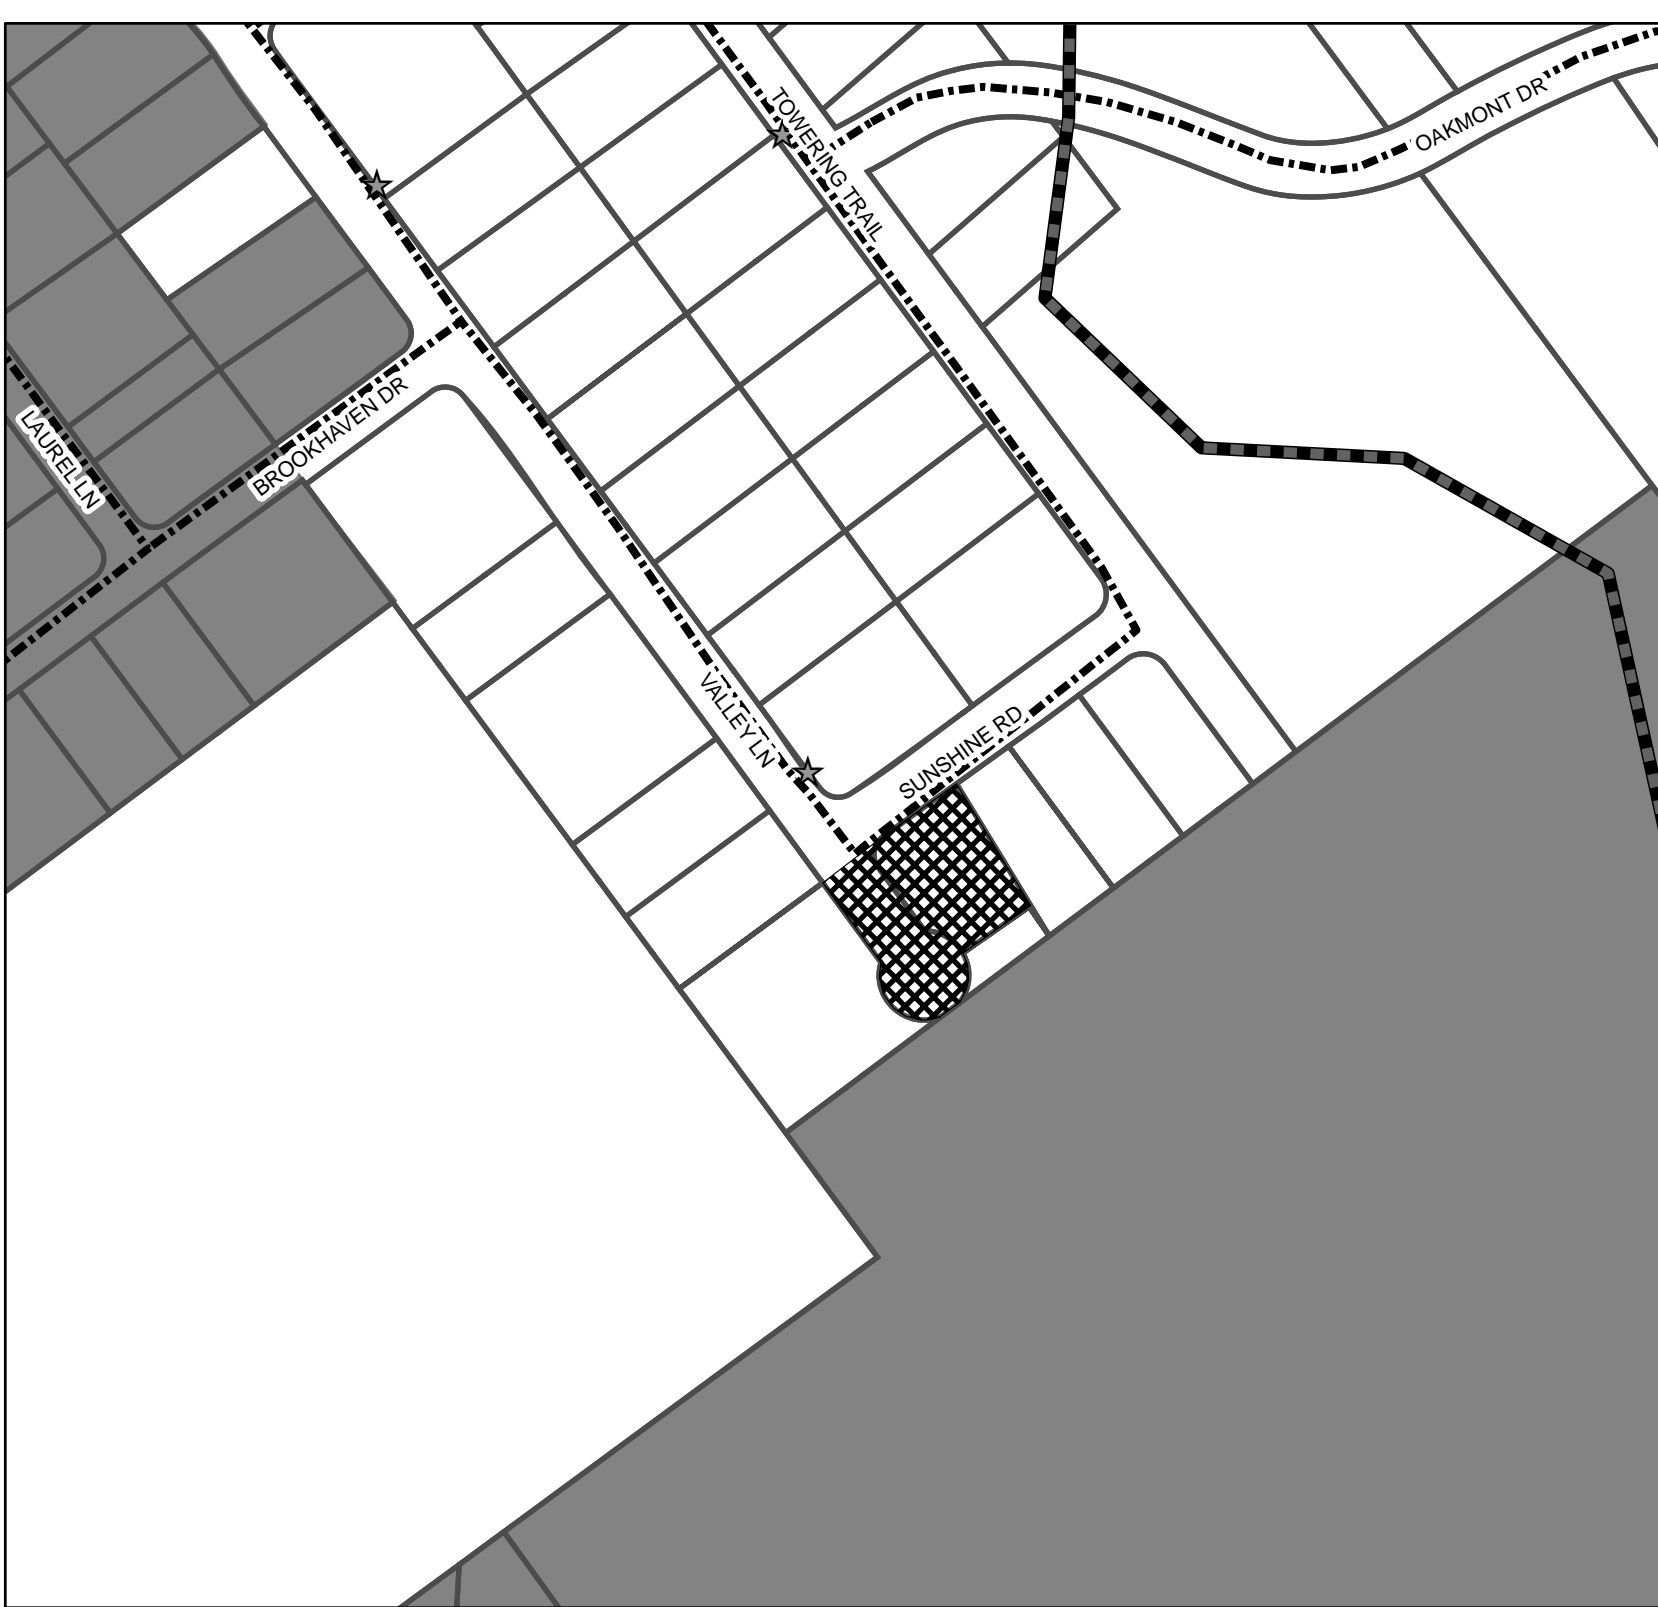 TOWERING TRAIL
OAKMONT DR
BROOKHAVEN DR
LAUREL LN
VALLEY LN
SUNSHINE RD